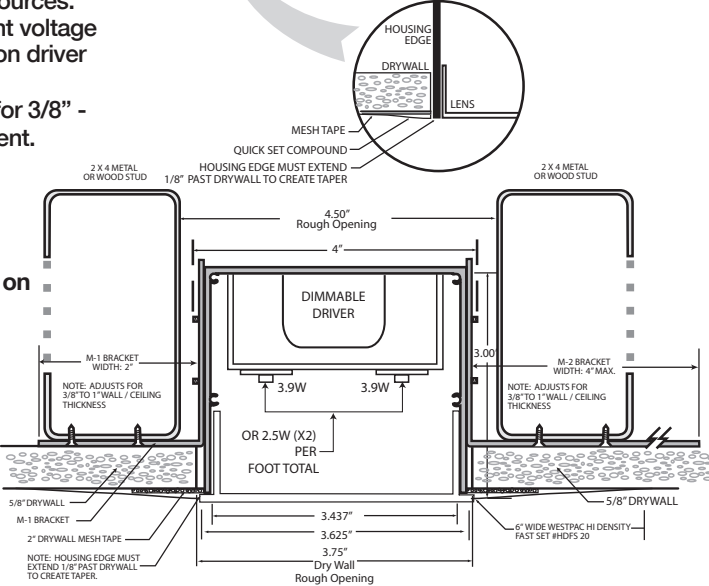 ources.
nt voltage
on driver
for 3/8” -
ent.
on
HOUSING
EDGE
DRYWALL
LENS
MESH TAPE
QUICK SET COMPOUND
HOUSING EDGE MUST EXTEND
1/8” PAST DRYWALL TO CREATE TAPER
2 X 4 METAL
OR WOOD STUD
2 X 4 METAL
OR WOOD STUD
4.50”
Rough Opening
4”
DIMMABLE
DRIVER
3.00"
M-1 BRACKET
WIDTH: 2”
M-2 BRACKET
WIDTH: 4” MAX.
NOTE: ADJUSTS FOR
3/8”TO 1”WALL / CEILING
THICKNESS
3.9W
3.9W
NOTE: ADJUSTS FOR
3/8”TO 1”WALL / CEILING
THICKNESS
OR 2.5W (X2)
PER
FOOT TOTAL
5/8” DRYWALL
M-1 BRACKET
2” DRYWALL MESH TAPE
NOTE: HOUSING EDGE MUST
EXTEND 1/8” PAST DRYWALL
TO CREATE TAPER.
3.437”
3.625”
3.75”
Dry Wall
Rough Opening
5/8” DRYWALL
6” WIDE WESTPAC HI DENSITY
FAST SET #HDFS 20